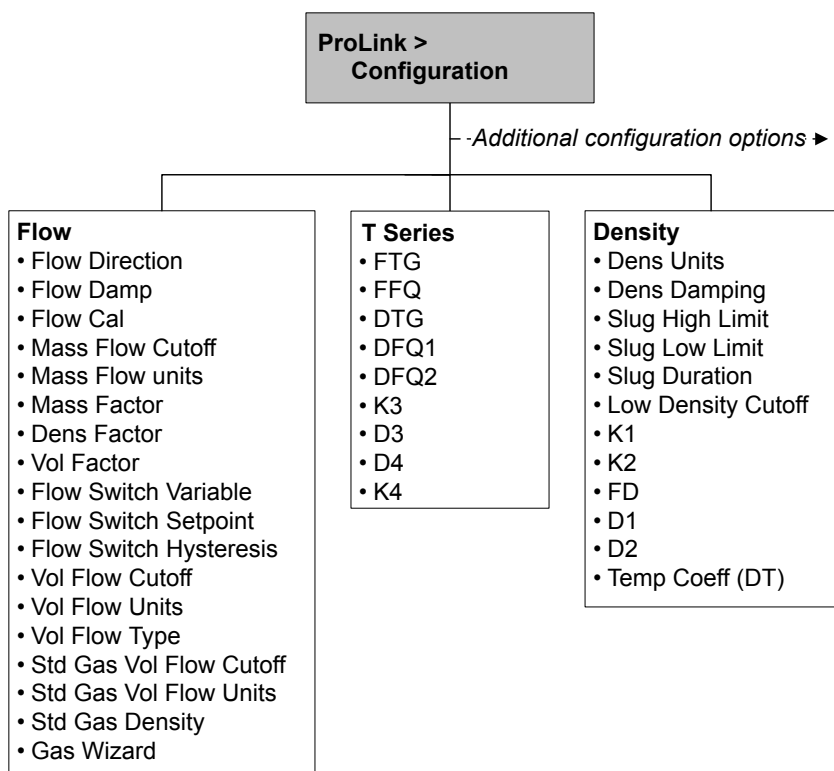 ProLink >
Configuration
Additional configuration options
Flow
• Flow Direction
• Flow Damp
• Flow Cal
• Mass Flow Cutoff
• Mass Flow units
• Mass Factor
• Dens Factor
• Vol Factor
• Flow Switch Variable
• Flow Switch Setpoint
• Flow Switch Hysteresis
• Vol Flow Cutoff
• Vol Flow Units
• Vol Flow Type
• Std Gas Vol Flow Cutoff
• Std Gas Vol Flow Units
• Std Gas Density
• Gas Wizard
T Series
• FTG
• FFQ
• DTG
• DFQ1
• DFQ2
• K3
• D3
• D4
• K4
Density
• Dens Units
• Dens Damping
• Slug High Limit
• Slug Low Limit
• Slug Duration
• Low Density Cutoff
• K1
• K2
• FD
• D1
• D2
• Temp Coeff (DT)